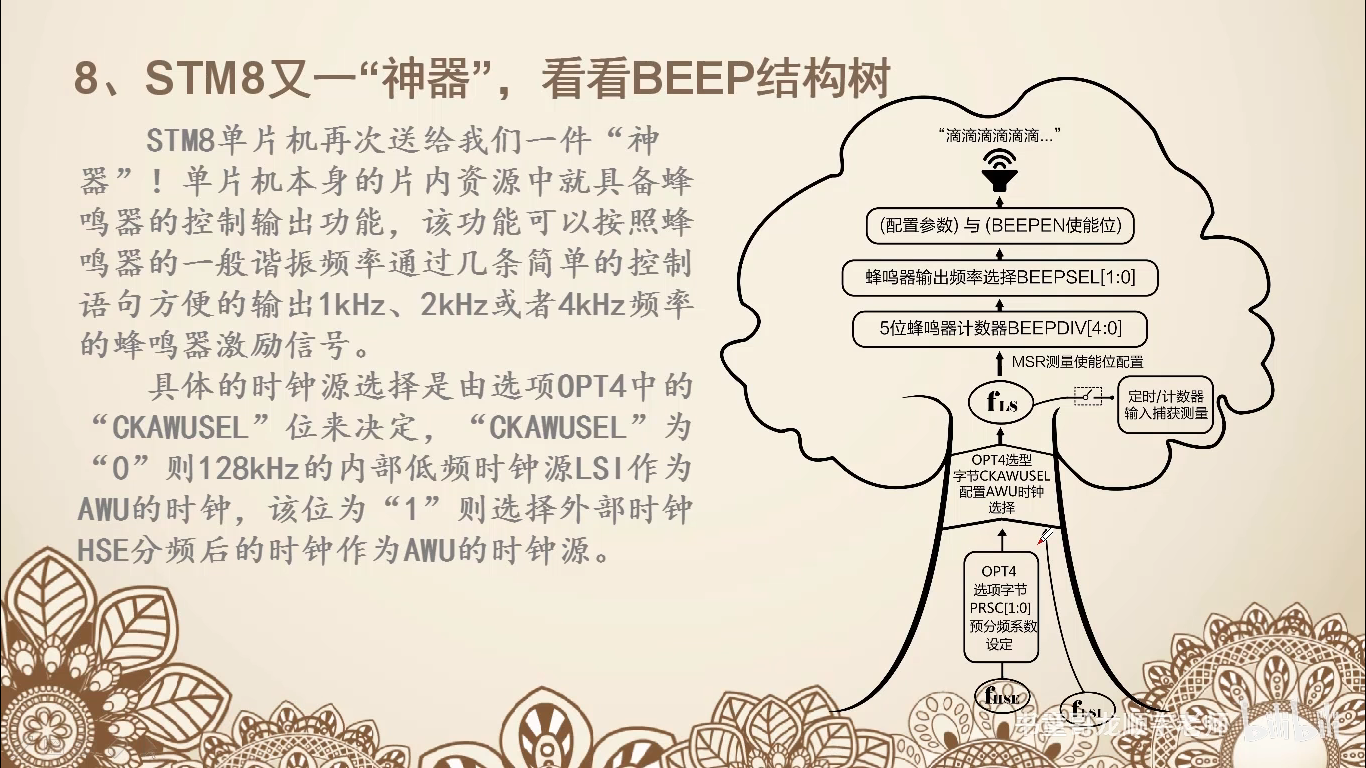 8、STM8又一“神器”，看看BEEP结构树
STM8单片机再次送给我们一件“神
器”！单片机本身的片内资源中就具备蜂
鸣器的控制输出功能，该功能可以按照蜂
鸣器的一般谐振频率通过几条简单的控制
语句方便的输出1kHz、2kHz或者4kHz频率
的蜂鸣器激励信号。
具体的时钟源选择是由选项OPT4中的
“CKAWUSEL”位来决定，“CKAWUSEL”为
“0”则128kHz的内部低频时钟源LSI作为
AWU的时钟，该位为“1”则选择外部时钟
HSE分频后的时钟作为AWU的时钟源。
“滴滴滴滴滴滴...”
(配置参数) 与 (BEEPEN使能位)
蜂鸣器输出频率选择BEEPSEL[1:0]
5位蜂鸣器计数器BEEPDIV[4:0]
MSR测量使能位配置
fLS
定时/计数器
输入捕获测量
OPT4选型
字节CKAWUSEL
配置AWU时钟
选择
OPT4
选项字节
PRSC[1:0]
预分频系数
设定
fHSE
fLSI
bilibili